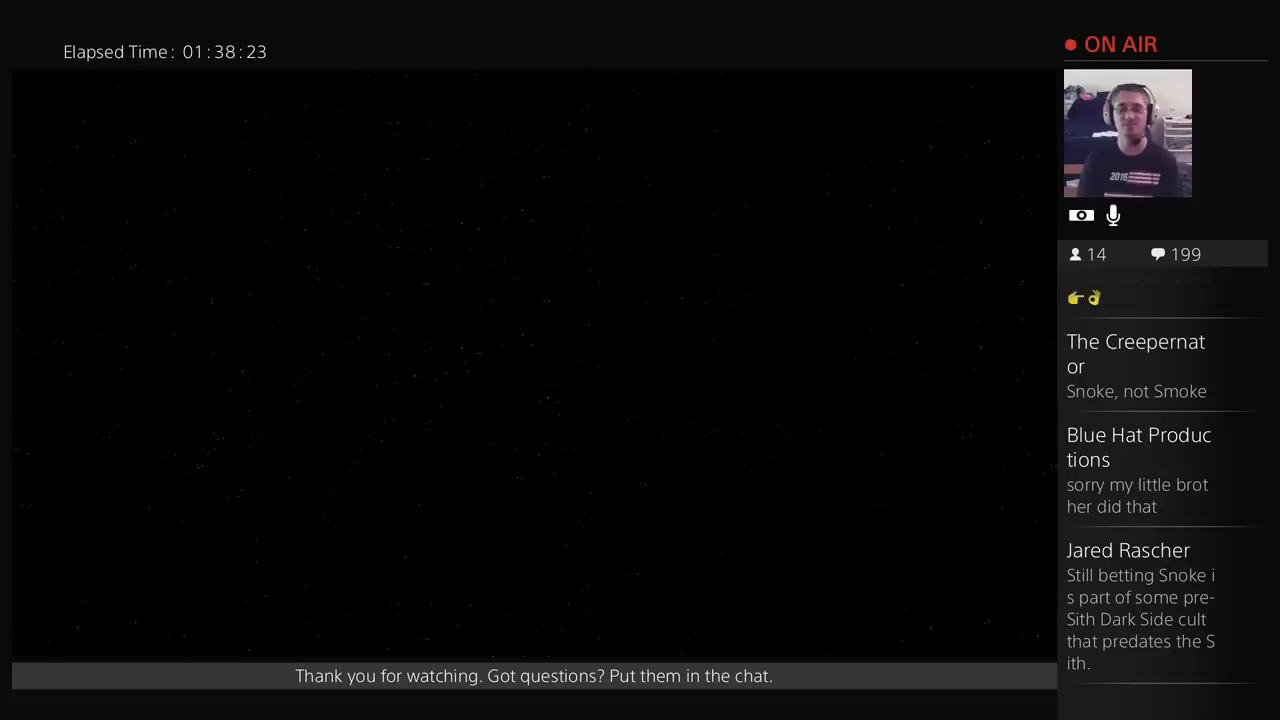 Elapsed Time: 01:38:23
ON AIR
2016
14 199
👉👌
The Creepernat
or
Snoke, not Smoke
Blue Hat Produc
tions
sorry my little brot
her did that
Jared Rascher
Still betting Snoke i
s part of some pre-
Sith Dark Side cult
that predates the S
ith.
Thank you for watching. Got questions? Put them in the chat.